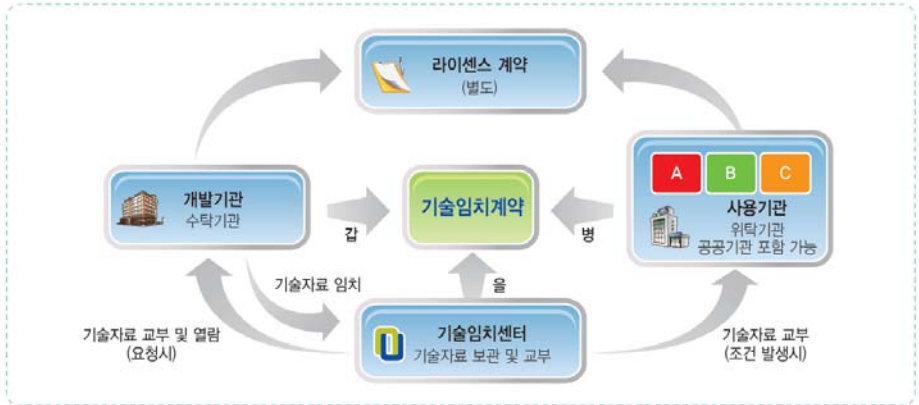 라이센스 계약
(별도)
개발기관
수탁기관
갑
기술임치계약
병
A
B
C
사용기관
위탁기관
공공기관 포함 가능
기술자료 임치
을
기술자료 교부 및 열람
(요청시)
기술임치센터
기술자료 보관 및 교부
기술자료 교부
(조건 발생시)